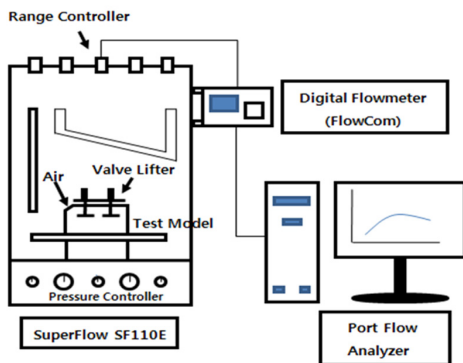 Range Controller
Digital Flowmeter
(FlowCom)
Valve Lifter
Air
Test Model
Pressure Controller
SuperFlow SF110E
Port Flow
Analyzer